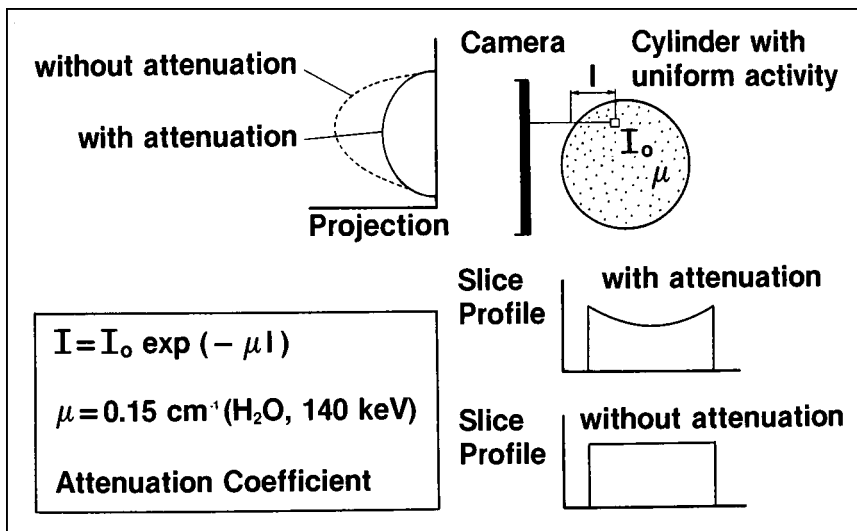 without attenuation
with attenuation
Projection
Camera
Cylinder with
uniform activity
l
I₀
μ
Slice
Profile
with attenuation
Slice
Profile
without attenuation
I = I₀ exp (− μl)
μ = 0.15 cm⁻¹ (H₂O, 140 keV)
Attenuation Coefficient